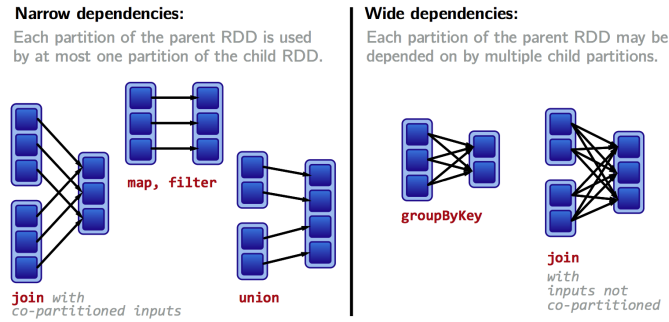 Narrow dependencies:
Each partition of the parent RDD is used
by at most one partition of the child RDD.
map, filter
join with
co-partitioned inputs
union
Wide dependencies:
Each partition of the parent RDD may be
depended on by multiple child partitions.
groupByKey
join
with
inputs not
co-partitioned